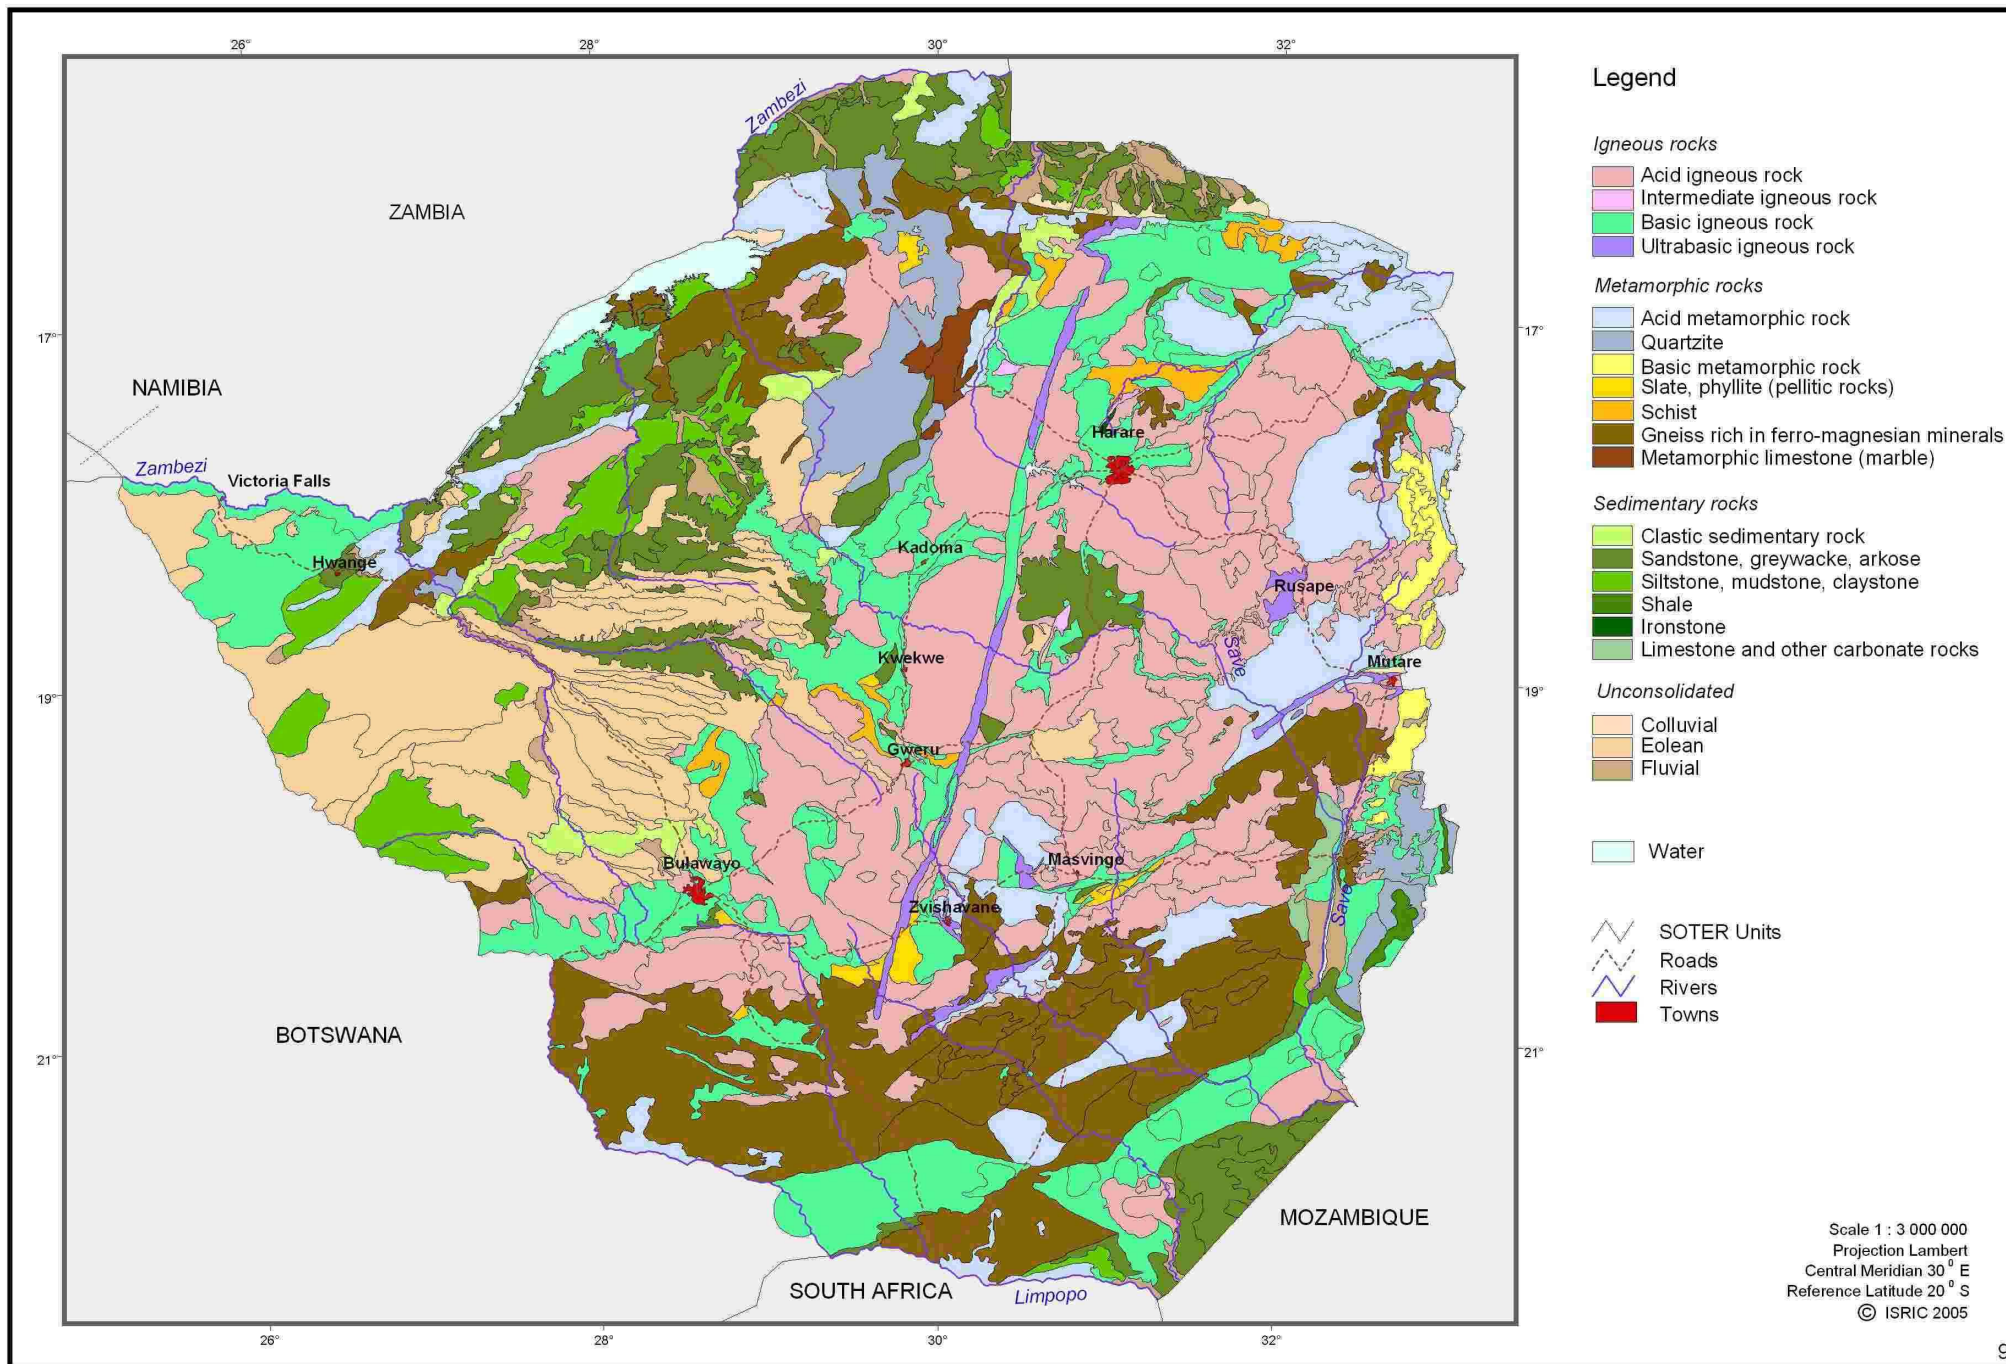 26°
28°
30°
32°
Legend
Igneous rocks
Acid igneous rock
Intermediate igneous rock
Basic igneous rock
Ultrabasic igneous rock
Metamorphic rocks
Acid metamorphic rock
Quartzite
Basic metamorphic rock
Slate, phyllite (pellitic rocks)
Schist
Gneiss rich in ferro-magnesian minerals
Metamorphic limestone (marble)
Sedimentary rocks
Clastic sedimentary rock
Sandstone, greywacke, arkose
Siltstone, mudstone, claystone
Shale
Ironstone
Limestone and other carbonate rocks
Unconsolidated
Colluvial
Eolean
Fluvial
Water
SOTER Units
Roads
Rivers
Towns
Zambezi
ZAMBIA
17°
17°
NAMIBIA
Harare
Zambezi
Victoria Falls
Kadoma
Hwange
Rusape
Save
Kwekwe
Mutare
19°
19°
Gweru
Bulawayo
Masvingo
Zvishavane
Save
BOTSWANA
21°
21°
MOZAMBIQUE
SOUTH AFRICA
Limpopo
Scale 1 : 3 000 000
Projection Lambert
Central Meridian 30° E
Reference Latitude 20° S
© ISRIC 2005
26°
28°
30°
32°
9